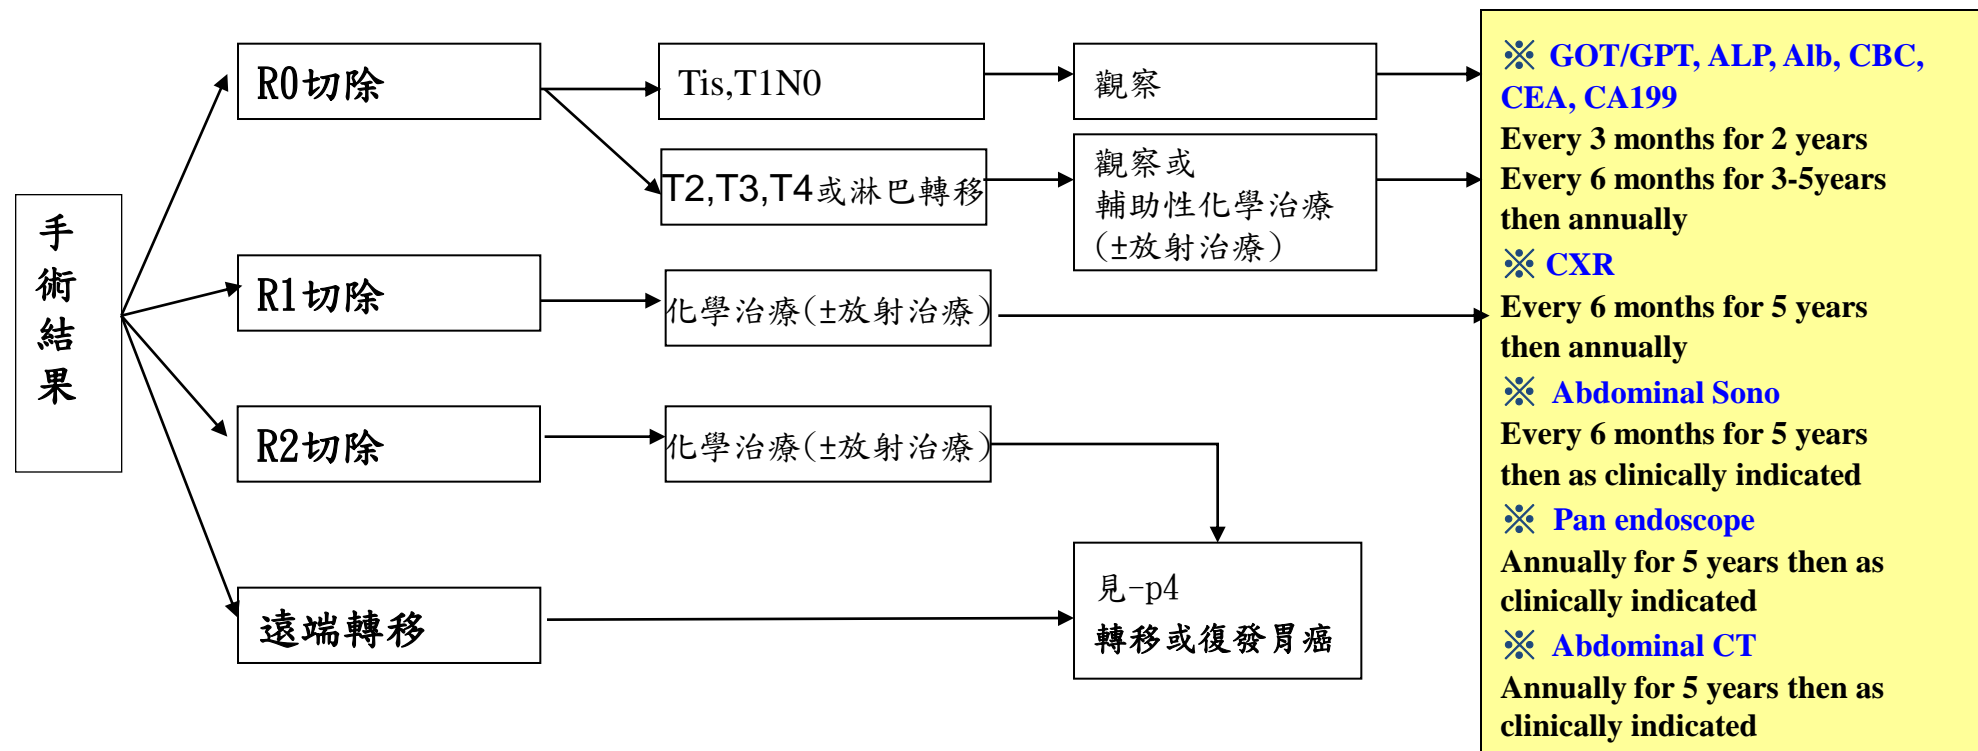 手
術
結
果
R0切除
Tis,T1N0
觀察
T2,T3,T4或淋巴轉移
觀察或
輔助性化學治療
(±放射治療)
R1切除
化學治療(±放射治療)
R2切除
化學治療(±放射治療)
遠端轉移
見-p4
轉移或復發胃癌
※ GOT/GPT, ALP, Alb, CBC,
CEA, CA199
Every 3 months for 2 years
Every 6 months for 3-5years
then annually
※ CXR
Every 6 months for 5 years
then annually
※ Abdominal Sono
Every 6 months for 5 years
then as clinically indicated
※ Pan endoscope
Annually for 5 years then as
clinically indicated
※ Abdominal CT
Annually for 5 years then as
clinically indicated